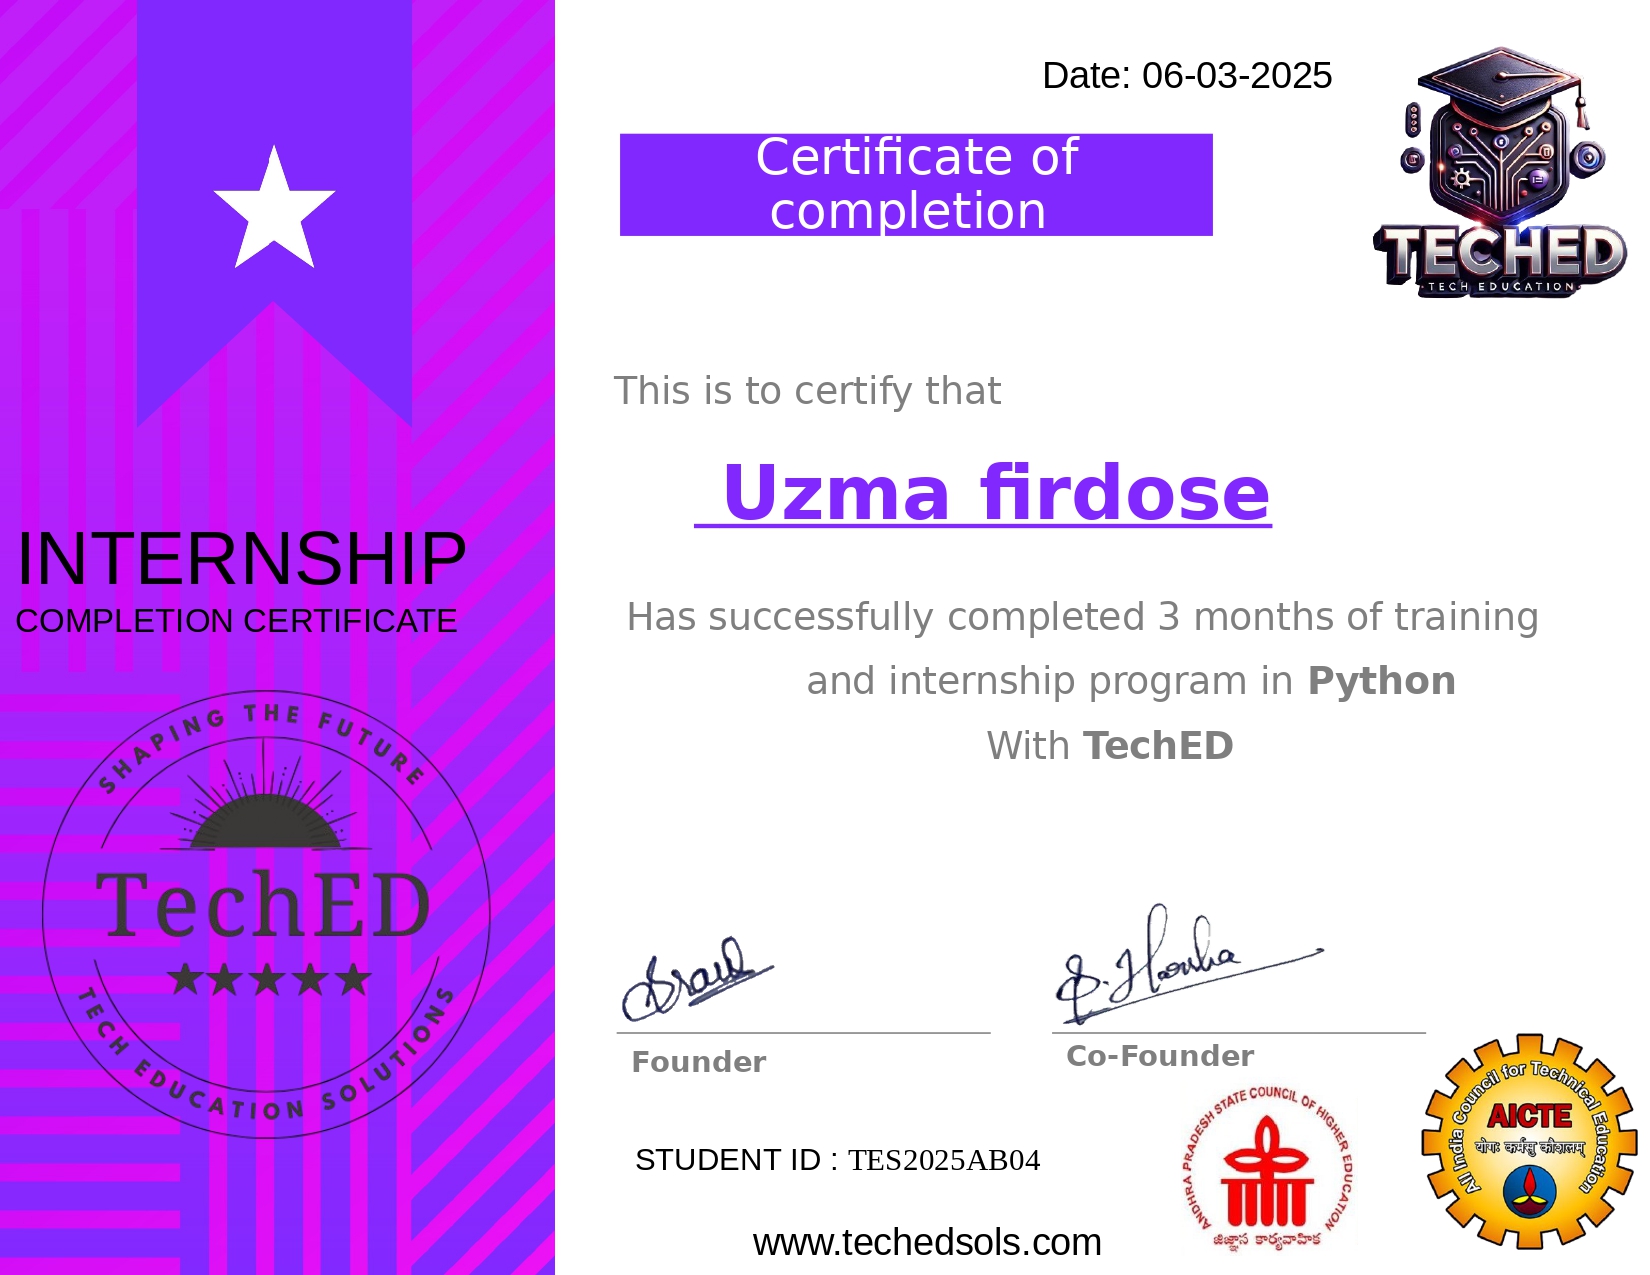 Date: 06-03-2025
Certificate of
completion
TECHED
TECH EDUCATION
This is to certify that
Uzma firdose
INTERNSHIP
COMPLETION CERTIFICATE
Has successfully completed 3 months of training
and internship program in Python
With TechED
SHAPING THE FUTURE
TechED
TECH EDUCATION SOLUTIONS
S. Harsha
Founder
Co-Founder
ANDHRA PRADESH STATE COUNCIL OF HIGHER EDUCATION
జిజ్ఞాస కార్యవాహిక
All India Council for Technical Education
AICTE
योगः कर्मसु कौशलम्
STUDENT ID : TES2025AB04
www.techedsols.com